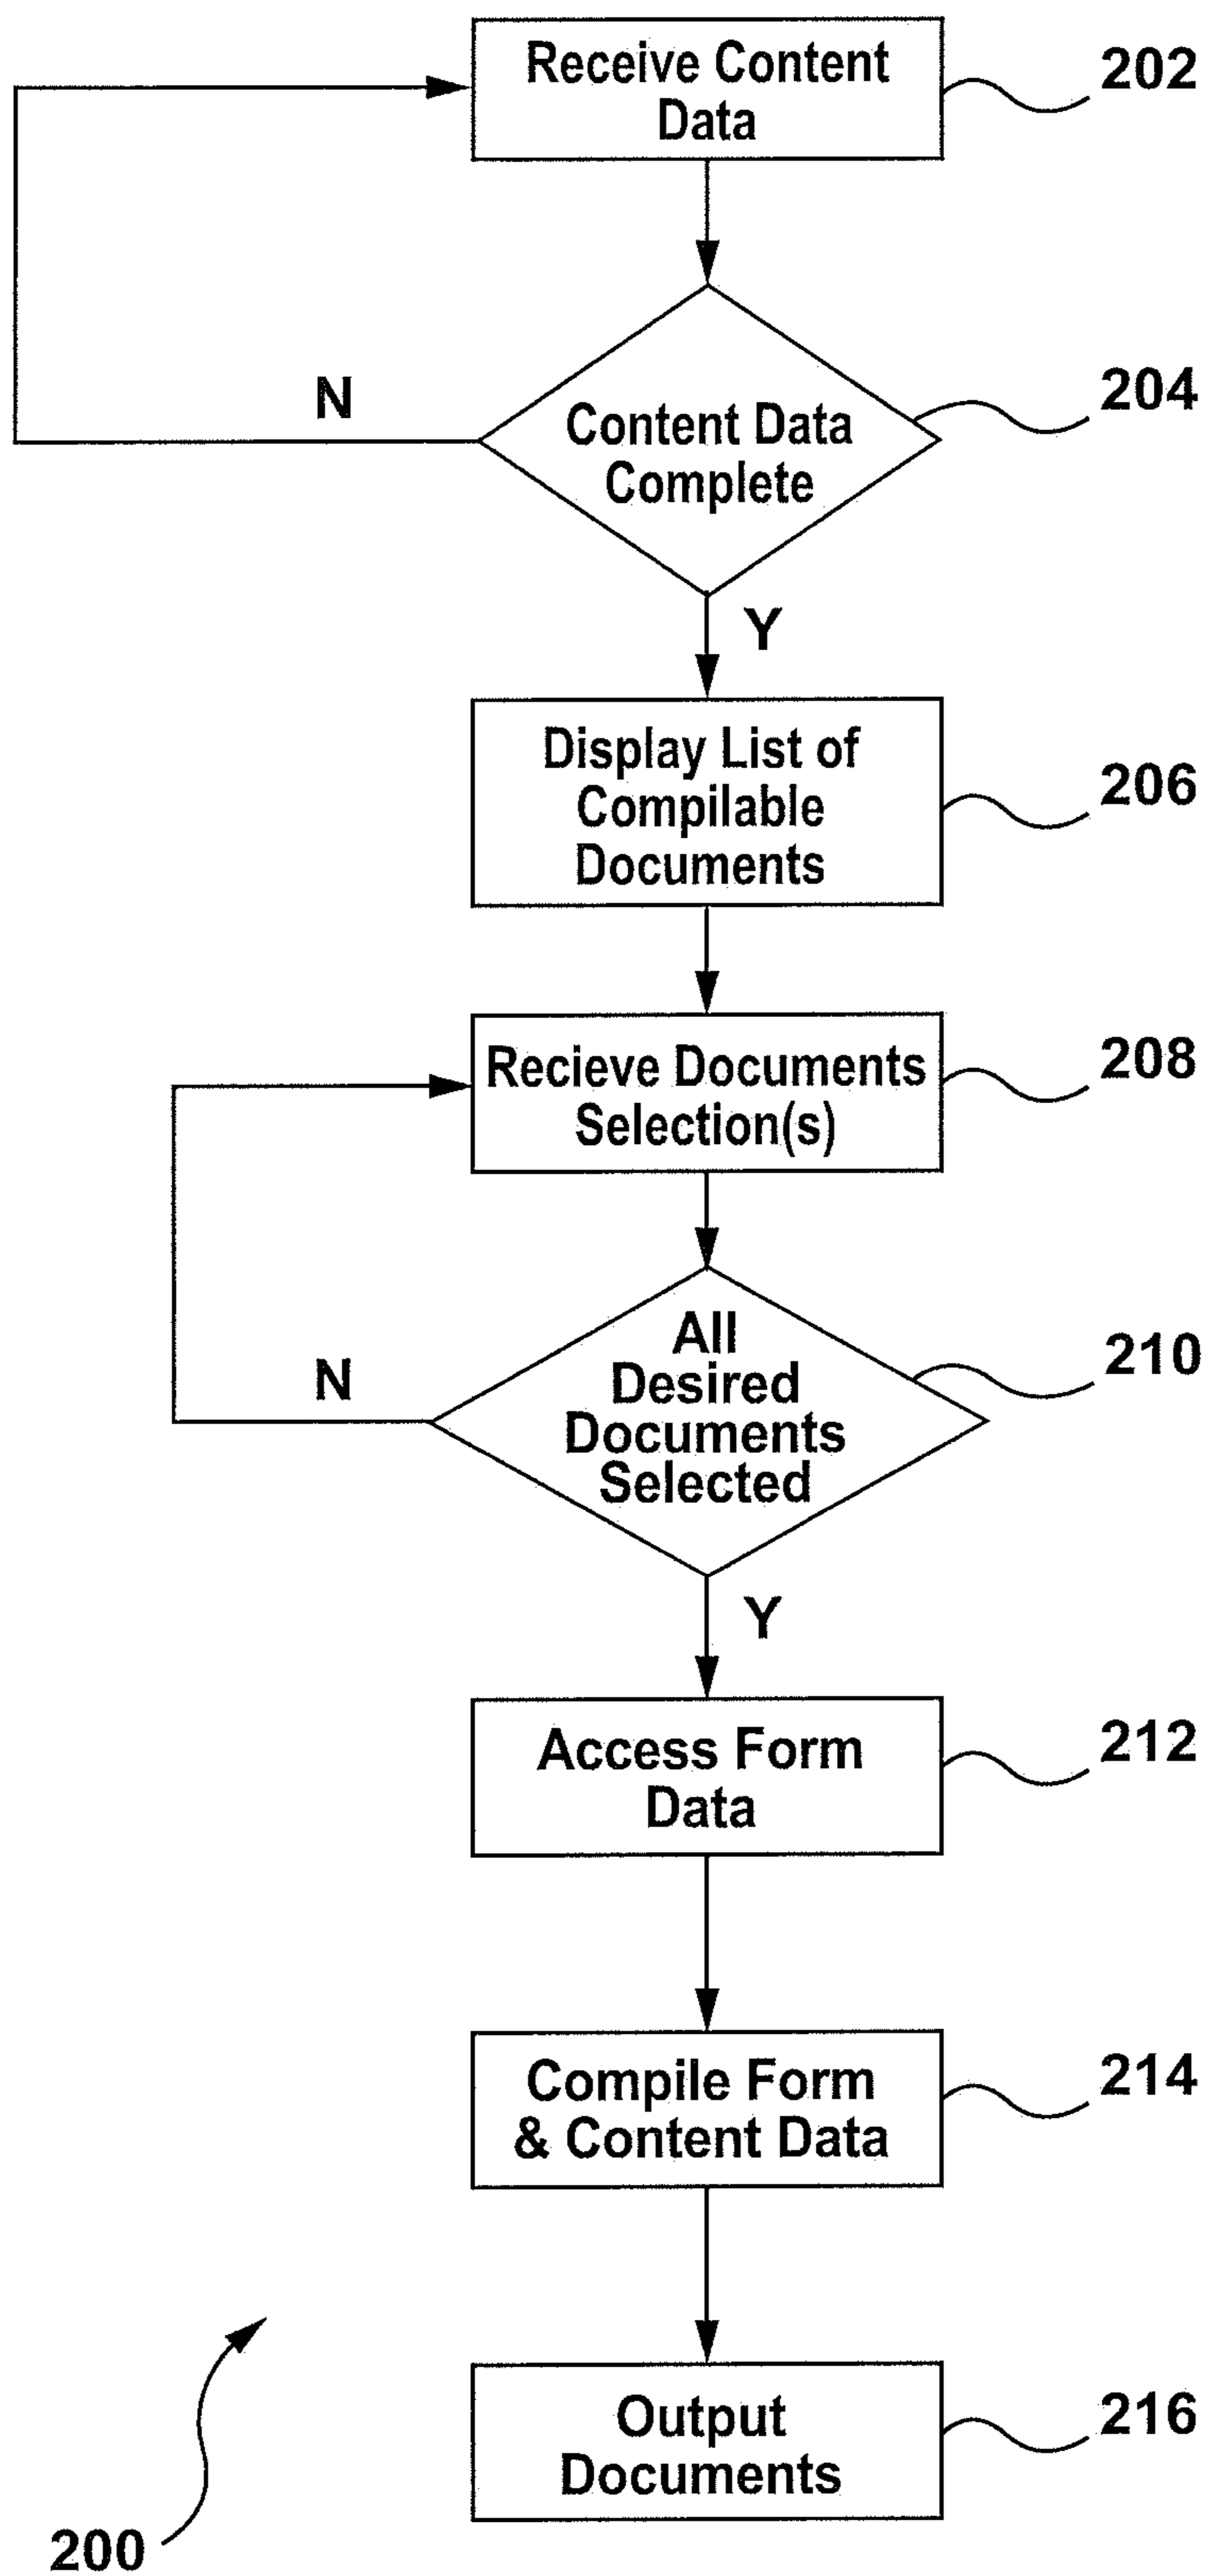 Receive Content
Data
202
N
Content Data
Complete
204
Y
Display List of
Compilable
Documents
206
Recieve Documents
Selection(s)
208
N
All
Desired
Documents
Selected
210
Y
Access Form
Data
212
Compile Form
& Content Data
214
Output
Documents
216
200